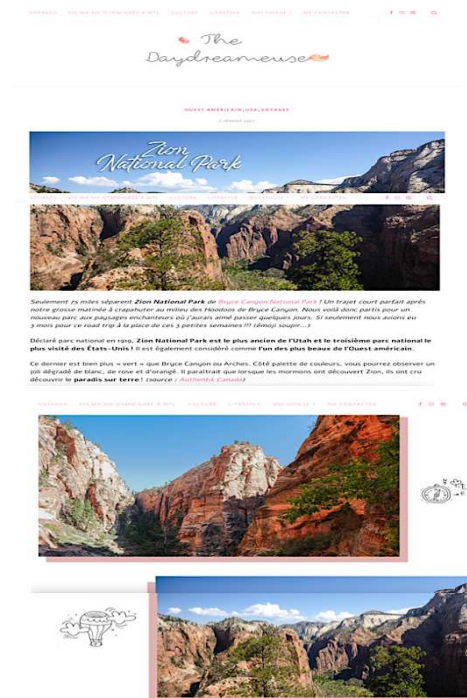 The
Daydreameuse
OUEST AMÉRICAIN, USA, VOYAGES
Zion
National Park
Seulement 75 miles séparent Zion National Park de Bryce Canyon National Park ! Un trajet court parfait après
notre grosse matinée à crapahuter au milieu des Hoodoos de Bryce Canyon. Nous voilà donc partis pour un
nouveau parc aux paysages enchanteurs où j'aurais aimé passer quelques jours. Si seulement nous avions eu
3 mois pour ce road trip à la place de ces 3 petites semaines !!! (émoji soupir...)
Déclaré parc national en 1919, Zion National Park est le plus ancien de l'Utah et le troisième parc national le
plus visité des États-Unis ! Il est également considéré comme l'un des plus beaux de l'Ouest américain.
Ce dernier est bien plus « vert » que Bryce Canyon ou Arches. Côté palette de couleurs, vous pourrez observer un
joli dégradé de blanc, de rose et d'orangé. Il paraîtrait que lorsque les mormons ont découvert Zion, ils ont cru
découvrir le paradis sur terre ! (source : Authentik Canada)